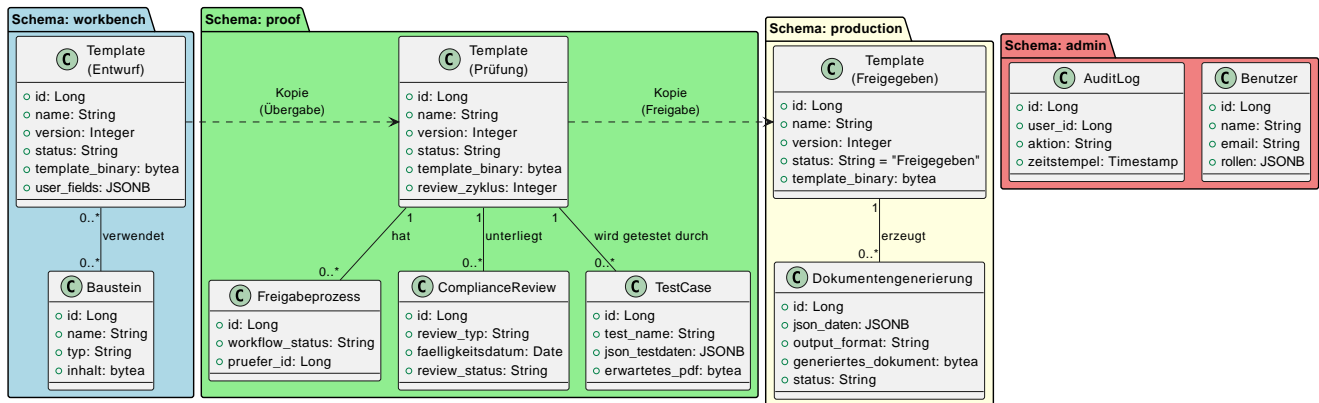 Schema: workbench
C Template
(Entwurf)
id: Long
name: String
version: Integer
status: String
template_binary: bytea
user_fields: JSONB
0..*
verwendet
0..*
C Baustein
id: Long
name: String
typ: String
inhalt: bytea
Kopie
(Übergabe)
Schema: proof
C Template
(Prüfung)
id: Long
name: String
version: Integer
status: String
template_binary: bytea
review_zyklus: Integer
1
hat
0..*
1
unterliegt
0..*
1
wird getestet durch
0..*
C Freigabeprozess
id: Long
workflow_status: String
pruefer_id: Long
C ComplianceReview
id: Long
review_typ: String
faelligkeitsdatum: Date
review_status: String
C TestCase
id: Long
test_name: String
json_testdaten: JSONB
erwartetes_pdf: bytea
Kopie
(Freigabe)
Schema: production
C Template
(Freigegeben)
id: Long
name: String
version: Integer
status: String = "Freigegeben"
template_binary: bytea
1
erzeugt
0..*
C Dokumentengenerierung
id: Long
json_daten: JSONB
output_format: String
generiertes_dokument: bytea
status: String
Schema: admin
C AuditLog
id: Long
user_id: Long
aktion: String
zeitstempel: Timestamp
C Benutzer
id: Long
name: String
email: String
rollen: JSONB